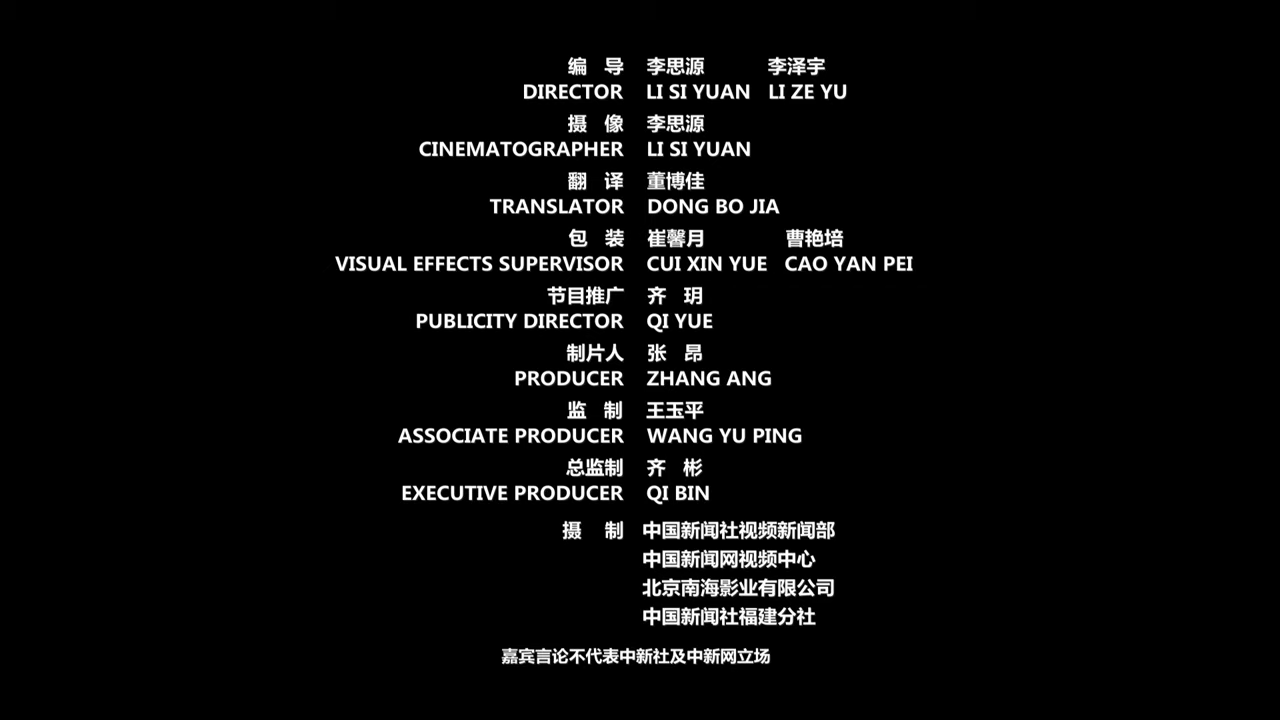 编 导 李思源 李泽宇
DIRECTOR LI SI YUAN LI ZE YU
摄 像 李思源
CINEMATOGRAPHER LI SI YUAN
翻 译 董博佳
TRANSLATOR DONG BO JIA
包 装 崔馨月 曹艳培
VISUAL EFFECTS SUPERVISOR CUI XIN YUE CAO YAN PEI
节目推广 齐 玥
PUBLICITY DIRECTOR QI YUE
制片人 张 昂
PRODUCER ZHANG ANG
监 制 王玉平
ASSOCIATE PRODUCER WANG YU PING
总监制 齐 彬
EXECUTIVE PRODUCER QI BIN
摄 制 中国新闻社视频新闻部
中国新闻网视频中心
北京南海影业有限公司
中国新闻社福建分社
嘉宾言论不代表中新社及中新网立场